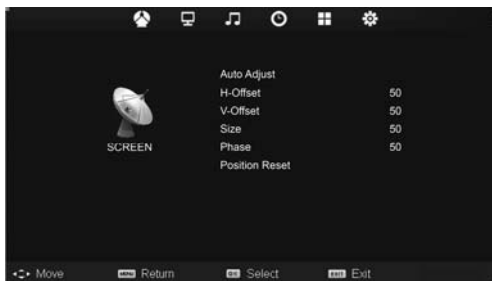 Auto Adjust
H-Offset 50
V-Offset 50
Size 50
SCREEN
Phase 50
Position Reset
Move MENU Return OK Select EXIT Exit